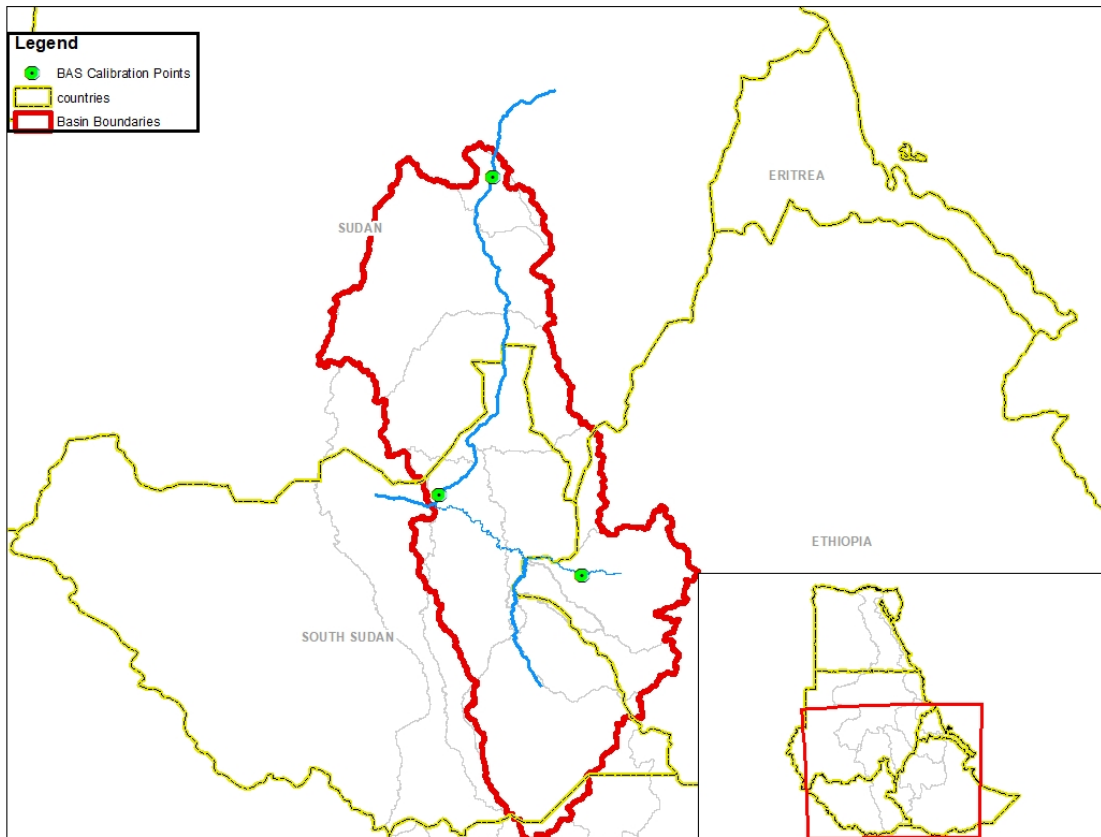 Legend
BAS Calibration Points
countries
Basin Boundaries
ERITREA
SUDAN
ETHIOPIA
SOUTH SUDAN